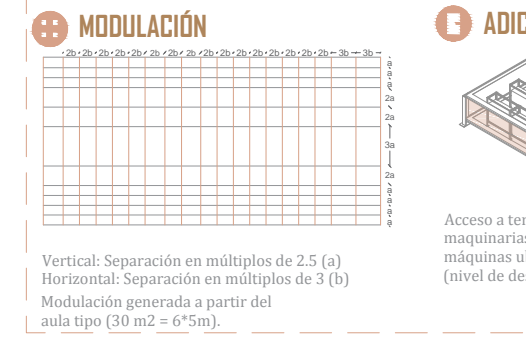 MODULACIÓN
2b 2b 2b 2b 2b 2b 2b 2b 2b 2b 2b 2b 2b 2b 3b 3b
a
a
a
a
2a
2a
3a
2a
a
a
a
a
Vertical: Separación en múltiplos de 2.5 (a)
Horizontal: Separación en múltiplos de 3 (b)
Modulación generada a partir del
aula tipo (30 m2 = 6*5m).
ADIC
Acceso a ter
maquinarias
máquinas u
(nivel de de